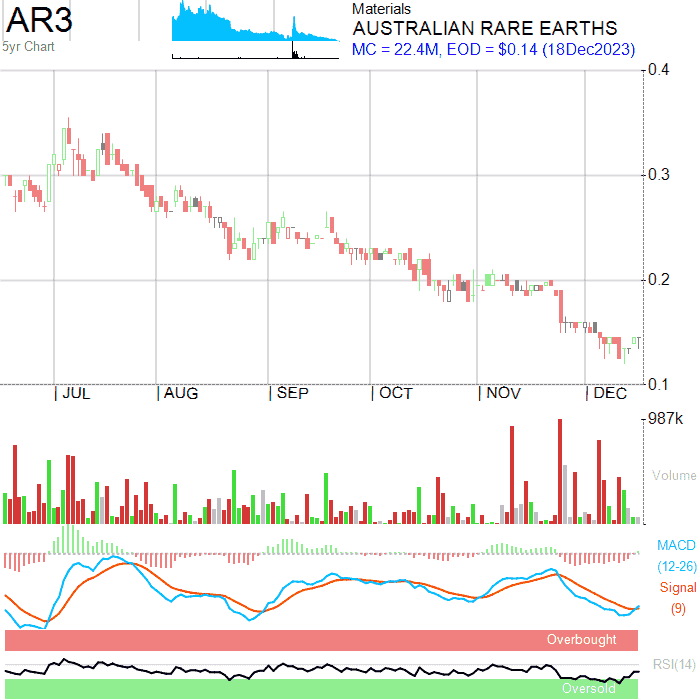 AR3
5yr Chart
Materials
AUSTRALIAN RARE EARTHS
MC = 22.4M, EOD = $0.14 (18Dec2023)
0.4
0.3
0.2
0.1
JUL
AUG
SEP
OCT
NOV
DEC
987k
Volume
MACD
(12-26)
Signal
(9)
Overbought
RSI(14)
Oversold